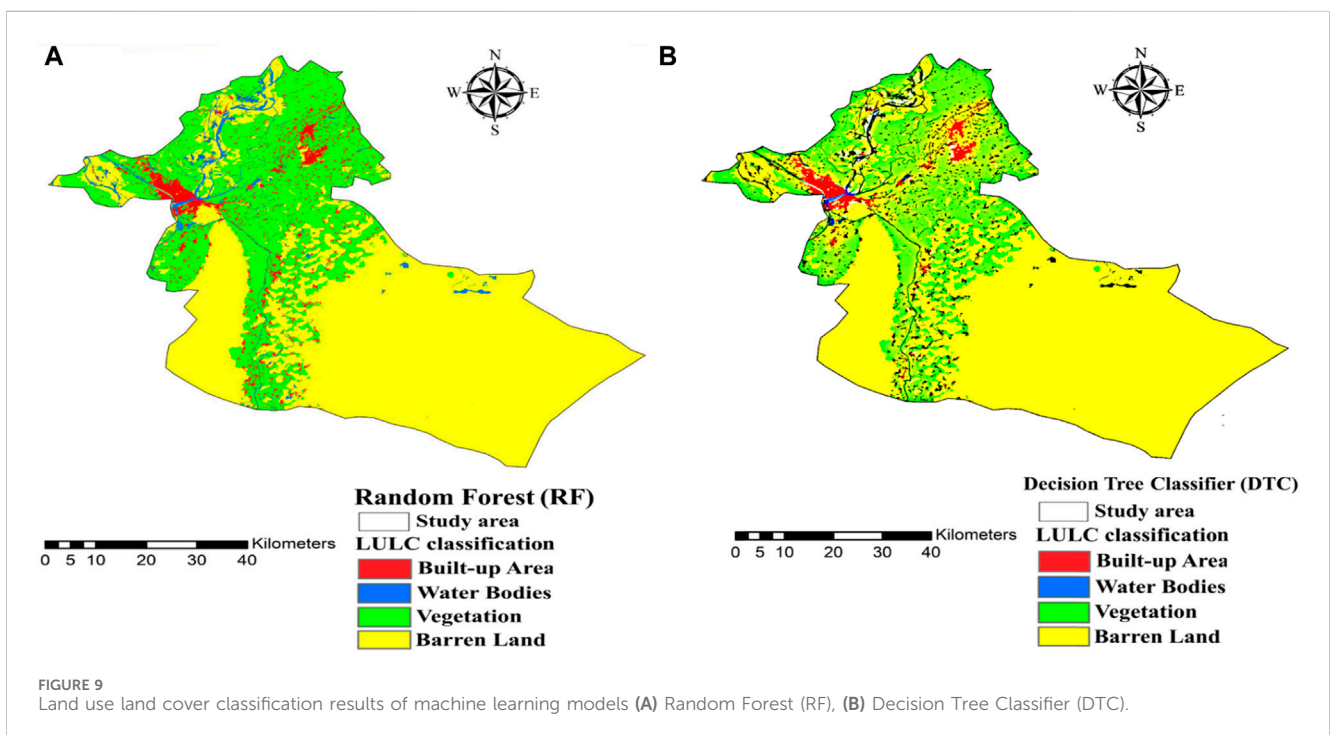 A
N
W E
S
Random Forest (RF)
Study area
LULC classification
Built-up Area
Water Bodies
Vegetation
Barren Land
Kilometers
0 5 10 20 30 40
B
N
W E
S
Decision Tree Classifier (DTC)
Study area
LULC classification
Built-up Area
Water Bodies
Vegetation
Barren Land
Kilometers
0 5 10 20 30 40
FIGURE 9
Land use land cover classification results of machine learning models (A) Random Forest (RF), (B) Decision Tree Classifier (DTC).